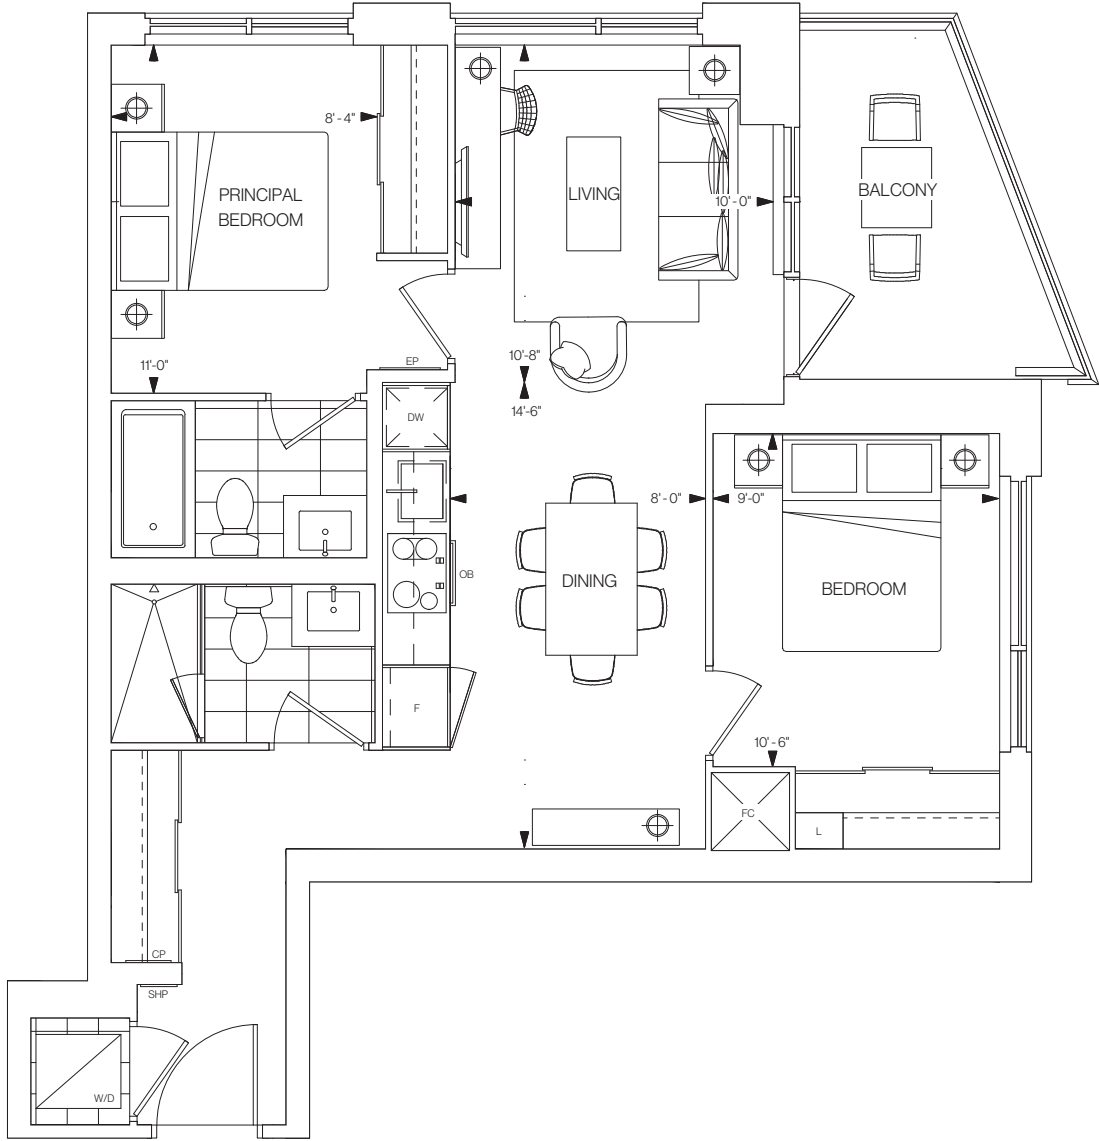 8'-4"
PRINCIPAL
BEDROOM
LIVING
10'-0"
BALCONY
11'-0"
EP
10'-8"
14'-6"
DW
8'-0"
9'-0"
OB
DINING
BEDROOM
F
10'-6"
FC
L
CP
SHP
W/D